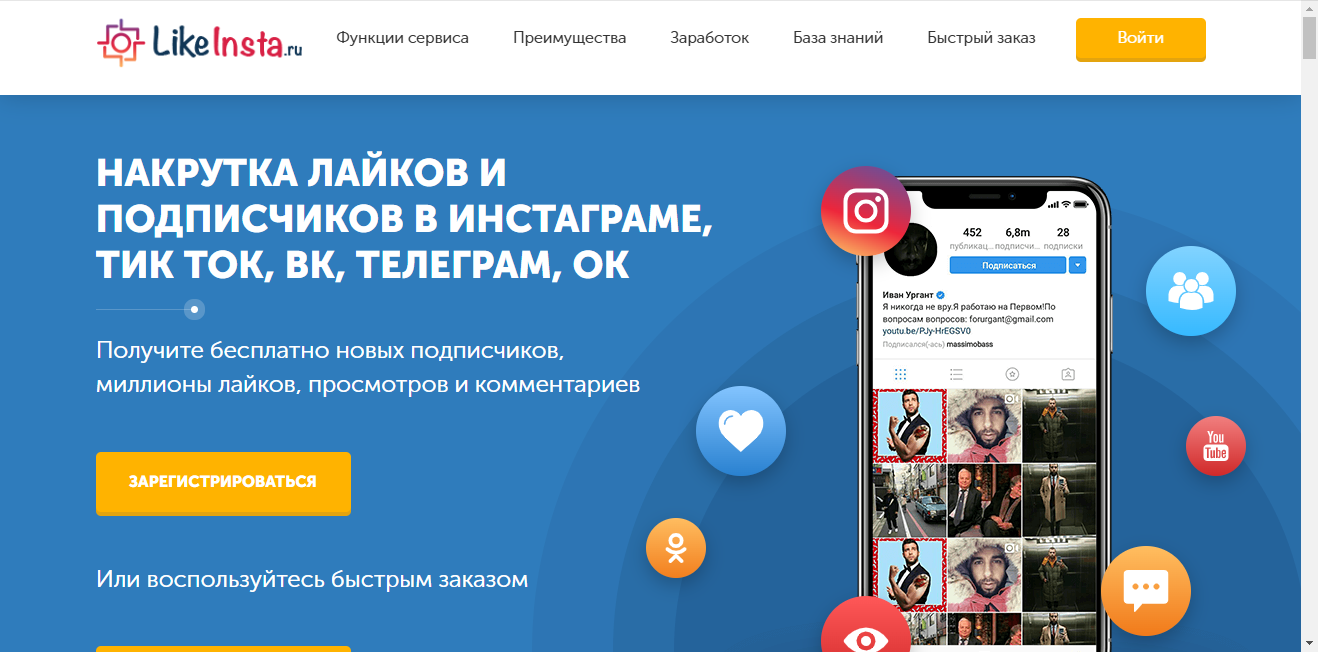 LikeInsta.ru
Функции сервиса
Преимущества
Заработок
База знаний
Быстрый заказ
Войти
НАКРУТКА ЛАЙКОВ И
ПОДПИСЧИКОВ В ИНСТАГРАМЕ,
ТИК ТОК, ВК, ТЕЛЕГРАМ, ОК
Получите бесплатно новых подписчиков,
миллионы лайков, просмотров и комментариев
ЗАРЕГИСТРИРОВАТЬСЯ
Или воспользуйтесь быстрым заказом
452 6,8m 28
публикац... подписчи... подписки
Подписаться
Иван Ургант
Я никогда не вру.Я работаю на Первом!По
вопросам вопросов: forurgant@gmail.com
youtu.be/PJy-HrEGSV0
Подписался(-ась) massimobass
You
Tube